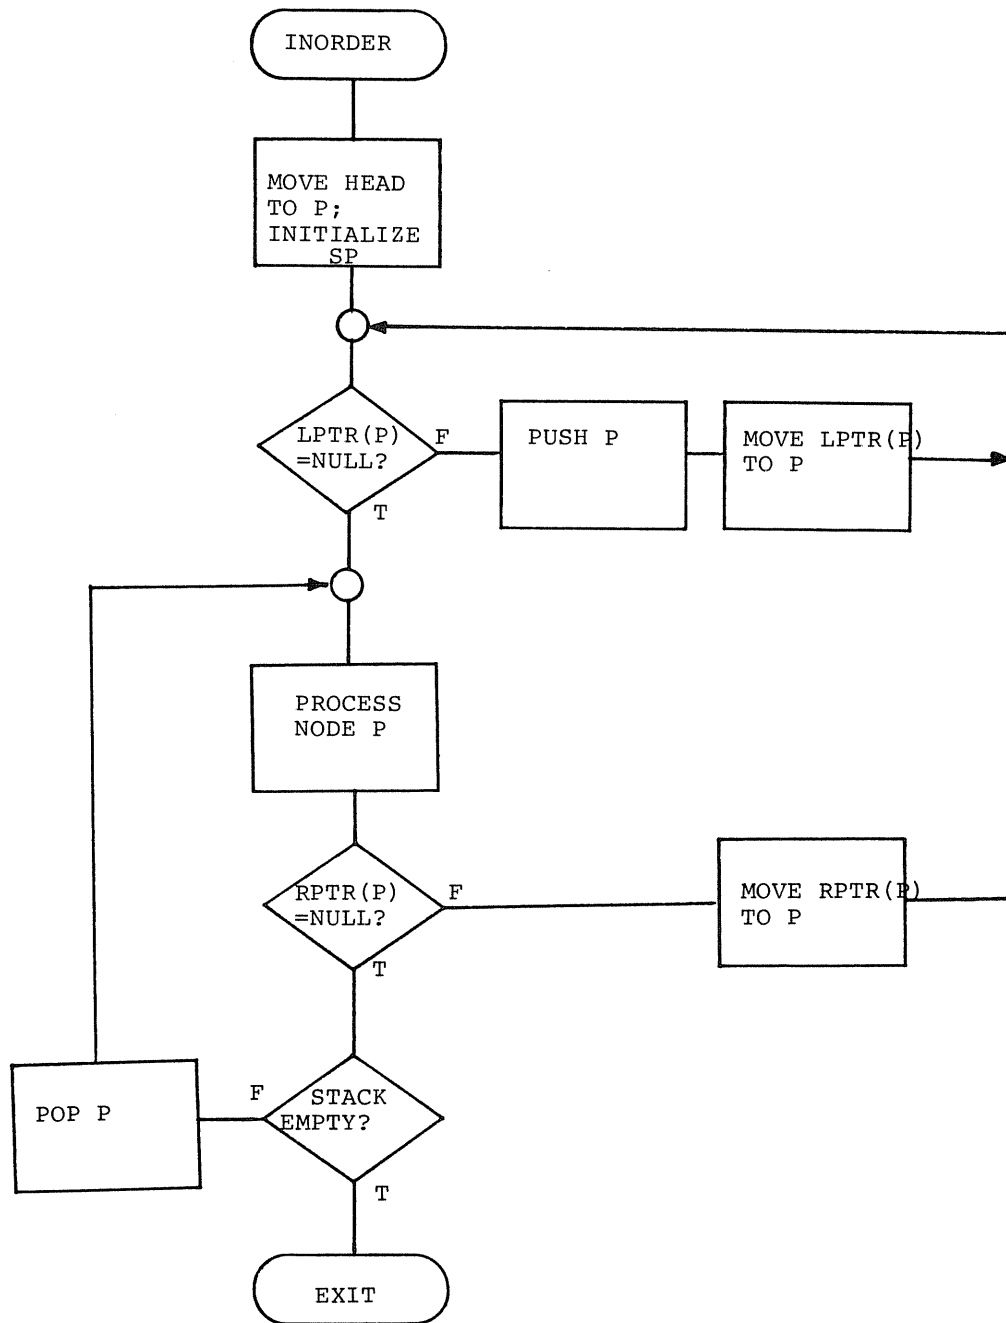 INORDER
MOVE HEAD
TO P;
INITIALIZE
SP
LPTR(P)
=NULL?
F
T
PUSH P
MOVE LPTR(P)
TO P
PROCESS
NODE P
RPTR(P)
=NULL?
F
T
MOVE RPTR(P)
TO P
STACK
EMPTY?
F
T
POP P
EXIT